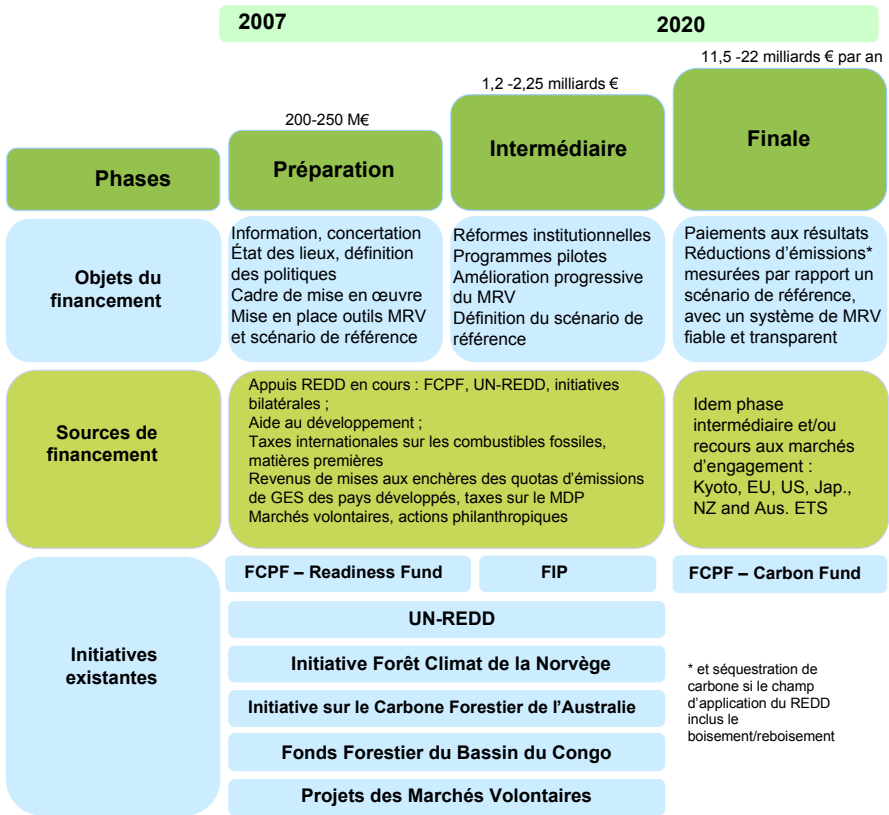 2007
2020
200-250 M€
1,2 -2,25 milliards €
11,5 -22 milliards € par an
Phases
Préparation
Intermédiaire
Finale
Objets du
financement
Information, concertation
État des lieux, définition
des politiques
Cadre de mise en œuvre
Mise en place outils MRV
et scénario de référence
Réformes institutionnelles
Programmes pilotes
Amélioration progressive
du MRV
Définition du scénario de
référence
Paiements aux résultats
Réductions d’émissions*
mesurées par rapport un
scénario de référence,
avec un système de MRV
fiable et transparent
Sources de
financement
Appuis REDD en cours : FCPF, UN-REDD, initiatives
bilatérales ;
Aide au développement ;
Taxes internationales sur les combustibles fossiles,
matières premières
Revenus de mises aux enchères des quotas d’émissions
de GES des pays développés, taxes sur le MDP
Marchés volontaires, actions philanthropiques
Idem phase
intermédiaire et/ou
recours aux marchés
d’engagement :
Kyoto, EU, US, Jap.,
NZ and Aus. ETS
Initiatives
existantes
FCPF – Readiness Fund
FIP
FCPF – Carbon Fund
UN-REDD
Initiative Forêt Climat de la Norvège
Initiative sur le Carbone Forestier de l’Australie
Fonds Forestier du Bassin du Congo
Projets des Marchés Volontaires
* et séquestration de
carbone si le champ
d’application du REDD
inclus le
boisement/reboisement